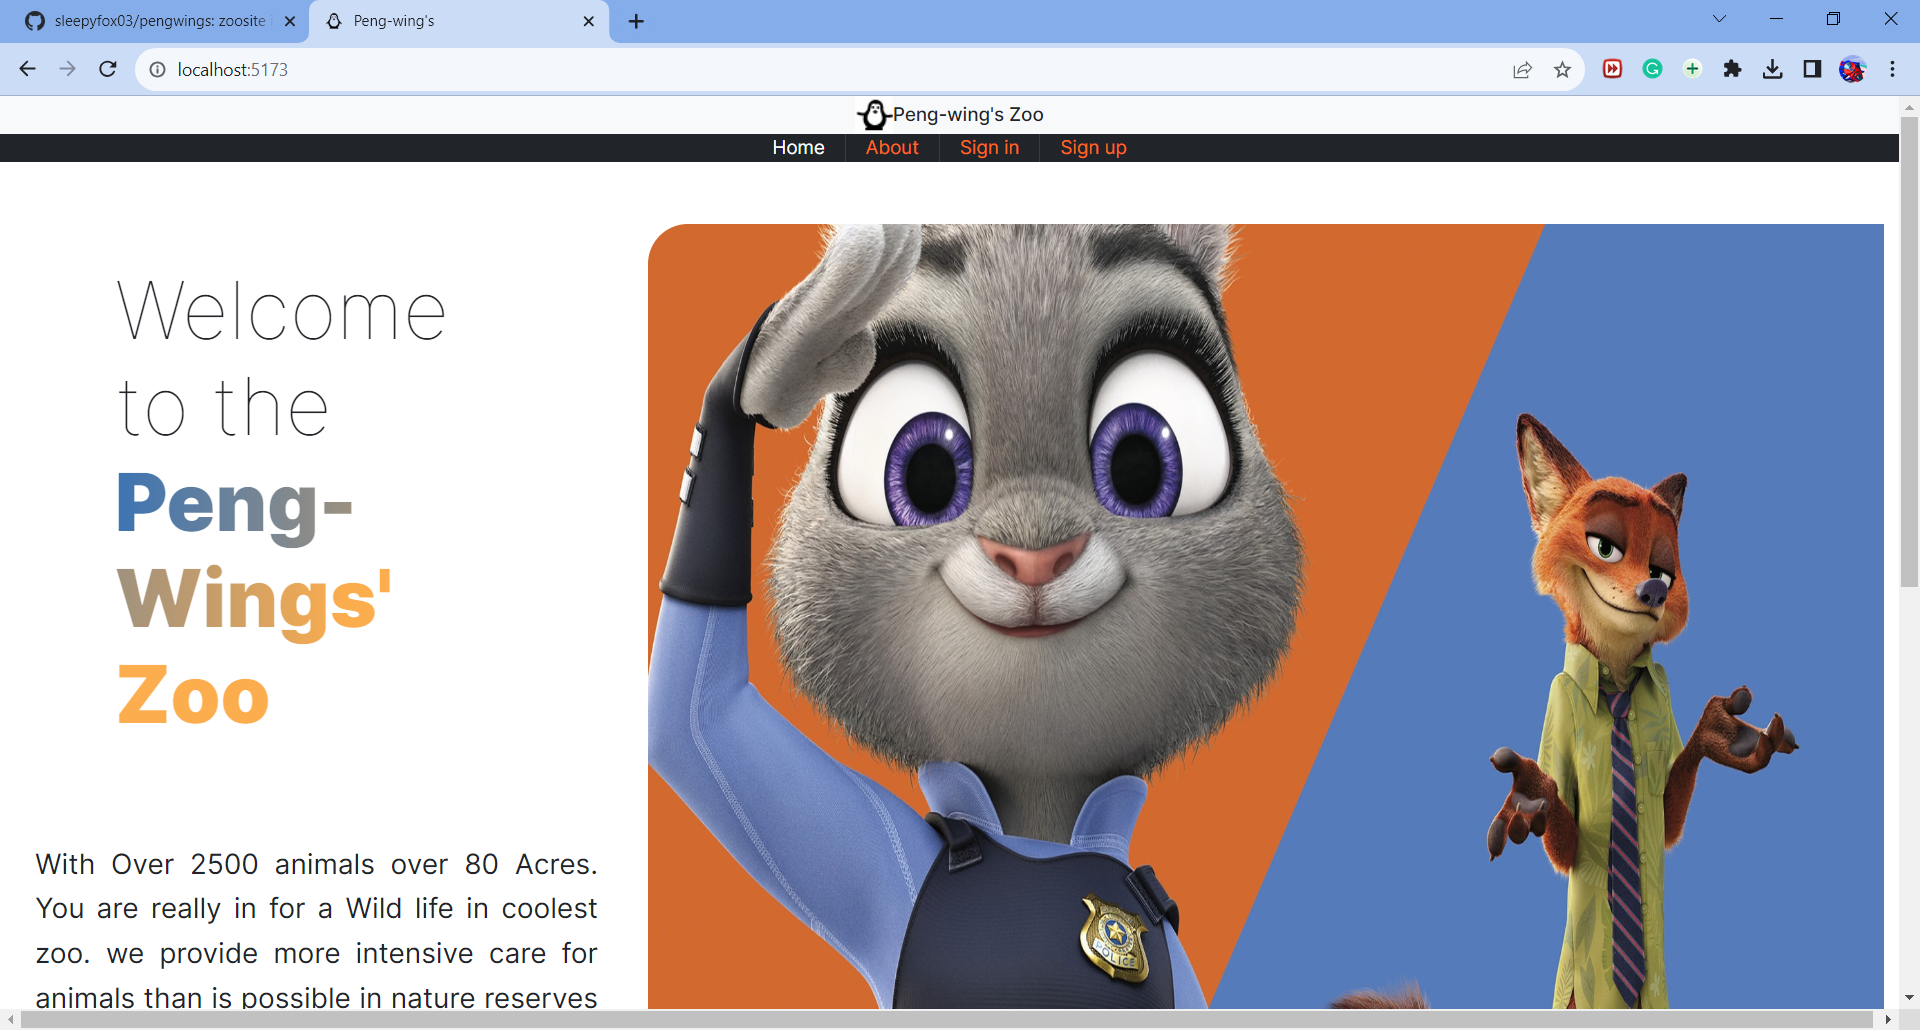 sleepyfox03/pengwings: zoosite
Peng-wing's
localhost:5173
Peng-wing's Zoo
Home About Sign in Sign up
Welcome
to the
Peng-
Wings'
Zoo
With Over 2500 animals over 80 Acres.
You are really in for a Wild life in coolest
zoo. we provide more intensive care for
animals than is possible in nature reserves
POLICE